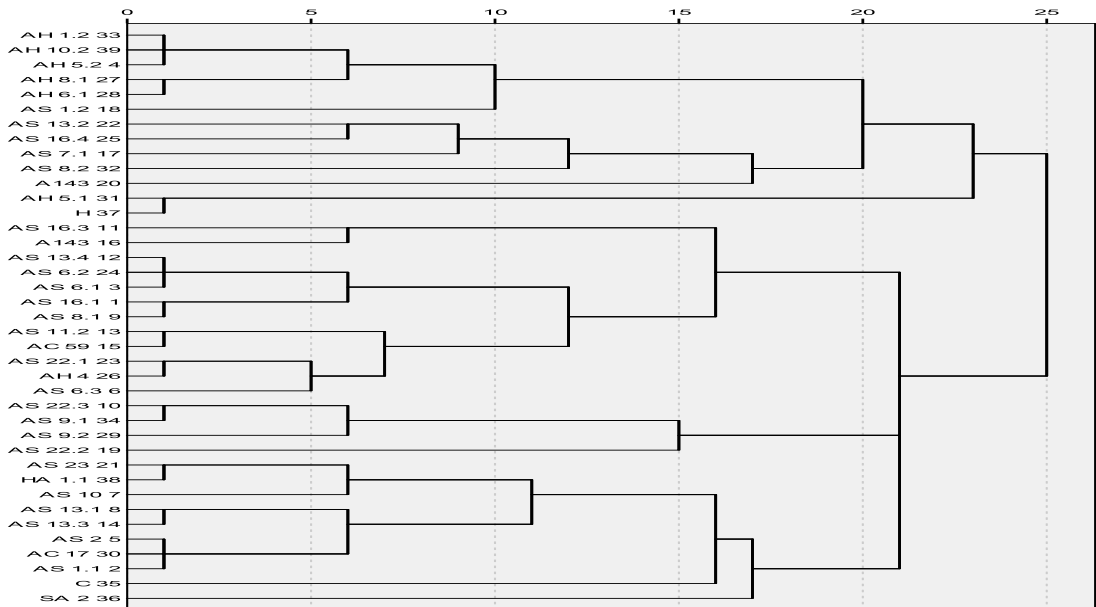 0 5 10 15 20 25
AH 1.2 33
AH 10.2 39
AH 5.2 4
AH 8.1 27
AH 6.1 28
AS 1.2 18
AS 13.2 22
AS 16.4 25
AS 7.1 17
AS 8.2 32
A143 20
AH 5.1 31
H 37
AS 16.3 11
A143 16
AS 13.4 12
AS 6.2 24
AS 6.1 3
AS 16.1 1
AS 8.1 9
AS 11.2 13
AC 59 15
AS 22.1 23
AH 4 26
AS 6.3 6
AS 22.3 10
AS 9.1 34
AS 9.2 29
AS 22.2 19
AS 23 21
HA 1.1 38
AS 10 7
AS 13.1 8
AS 13.3 14
AS 2 5
AC 17 30
AS 1.1 2
C 35
SA 2 36